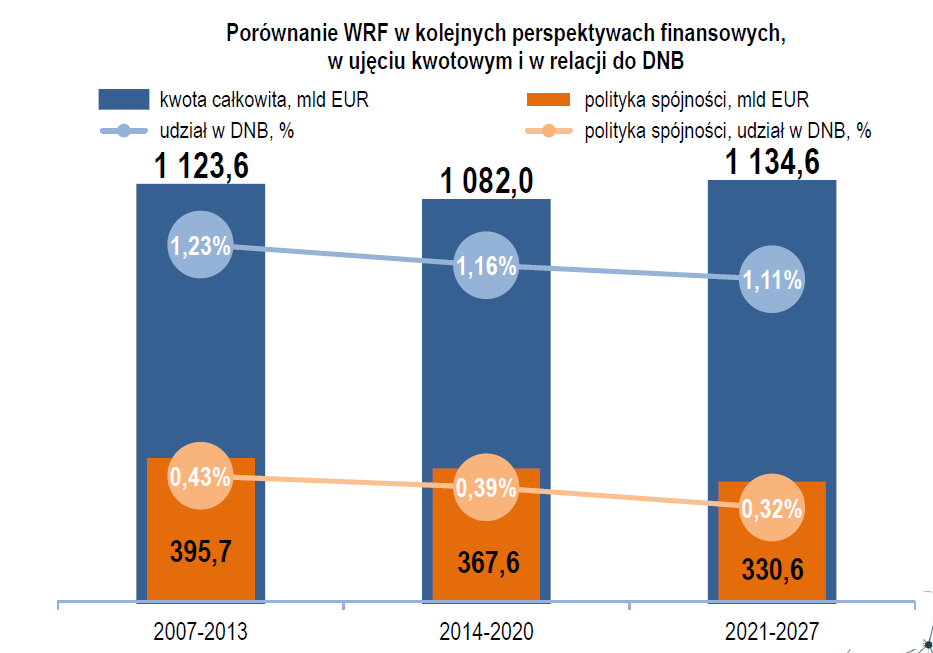 Porównanie WRF w kolejnych perspektywach finansowych,
w ujęciu kwotowym i w relacji do DNB
kwota całkowita, mld EUR
polityka spójności, mld EUR
udział w DNB, %
polityka spójności, udział w DNB, %
1 123,6
1 082,0
1 134,6
1,23%
1,16%
1,11%
0,43%
0,39%
0,32%
395,7
367,6
330,6
2007-2013
2014-2020
2021-2027